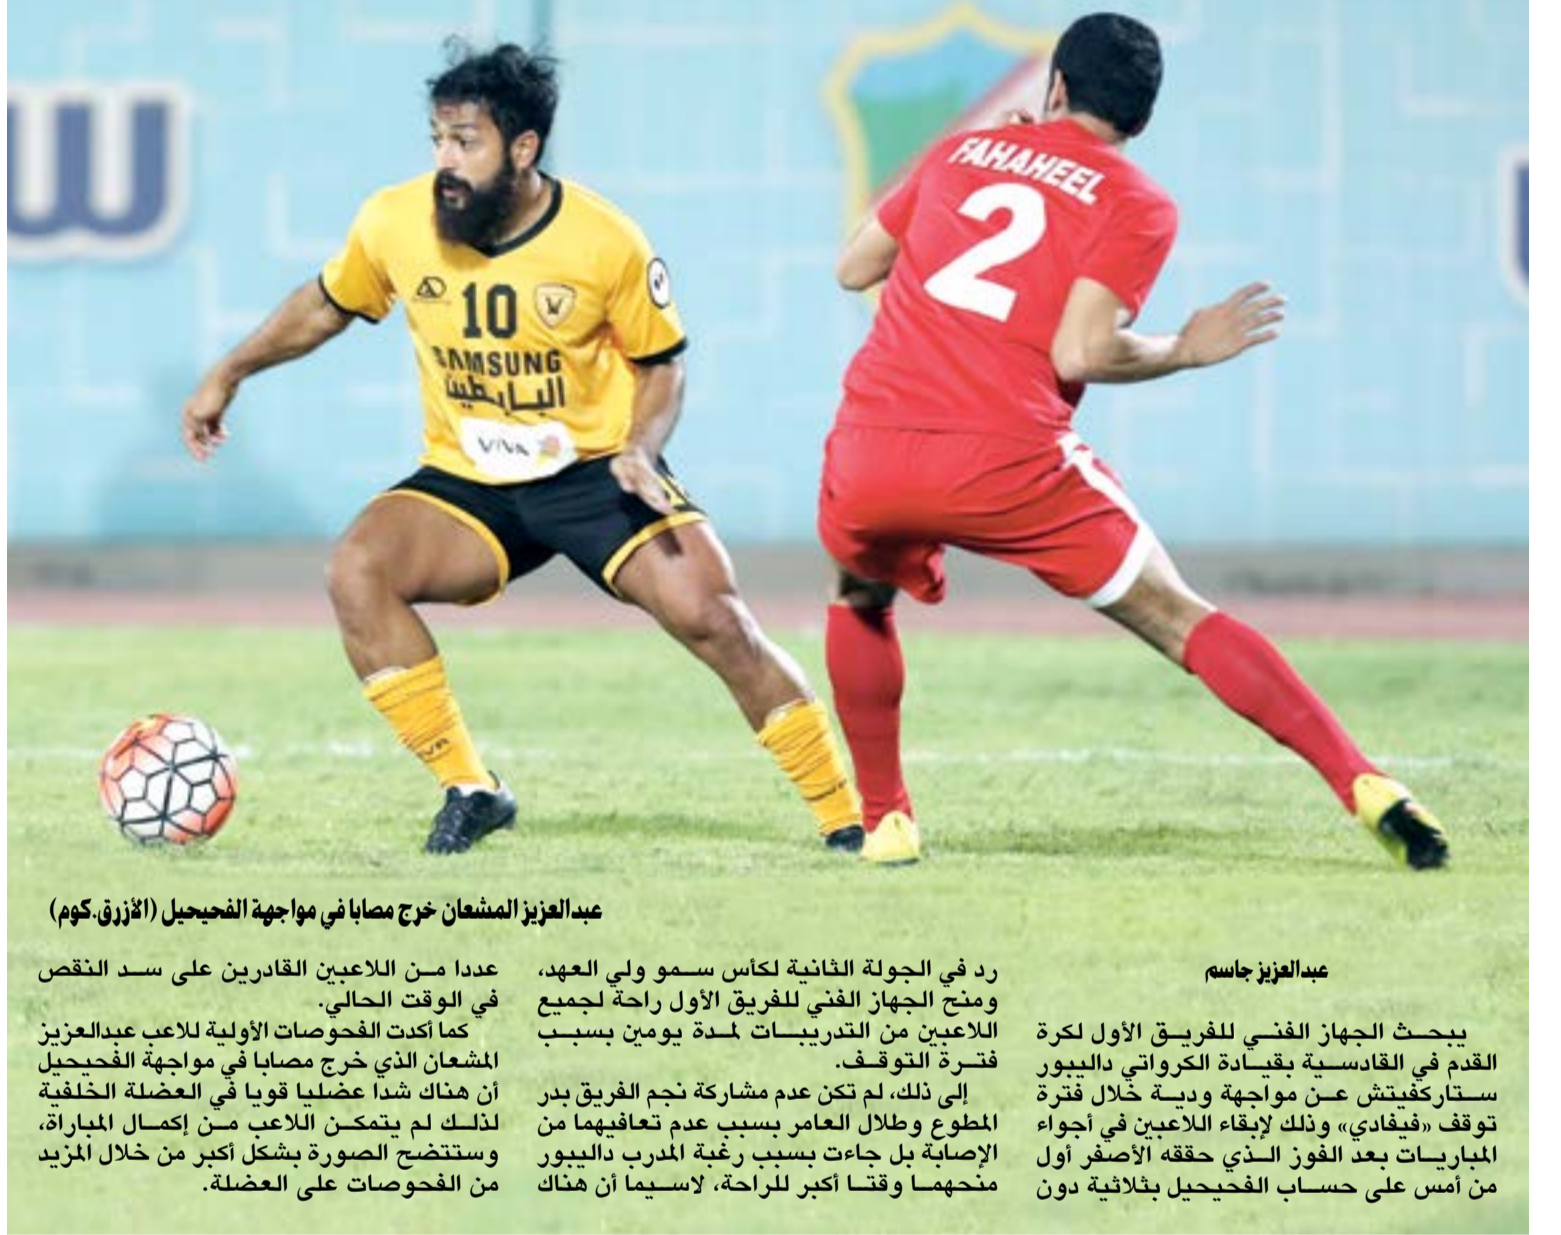 FAHAHEEL
2
10
SAMSUNG
البابطين
VIVA
عبدالعزيز المشعان خرج مصابا في مواجهة الفحيحيل (الأزرق.كوم)
عبدالعزيز جاسم
يبحث الجهاز الفني للفريق الأول لكرة
القدم في القادسية بقيادة الكرواتي داليبور
ستاركفيتش عن مواجهة ودية خلال فترة
توقف «فيفادي» وذلك لإبقاء اللاعبين في أجواء
المباريات بعد الفوز الذي حققه الأصفر أول
من أمس على حساب الفحيحيل بثلاثية دون
رد في الجولة الثانية لكأس سمو ولي العهد،
ومنح الجهاز الفني للفريق الأول راحة لجميع
اللاعبين من التدريبات لمدة يومين بسبب
فترة التوقف.
إلى ذلك، لم تكن عدم مشاركة نجم الفريق بدر
المطوع وطلال العامر بسبب عدم تعافيهما من
الإصابة بل جاءت بسبب رغبة المدرب داليبور
منحهما وقتا أكبر للراحة، لاسيما أن هناك
عددا من اللاعبين القادرين على سد النقص
في الوقت الحالي.
كما أكدت الفحوصات الأولية للاعب عبدالعزيز
المشعان الذي خرج مصابا في مواجهة الفحيحيل
أن هناك شدا عضليا قويا في العضلة الخلفية
لذلك لم يتمكن اللاعب من إكمال المباراة،
وستتضح الصورة بشكل أكبر من خلال المزيد
من الفحوصات على العضلة.